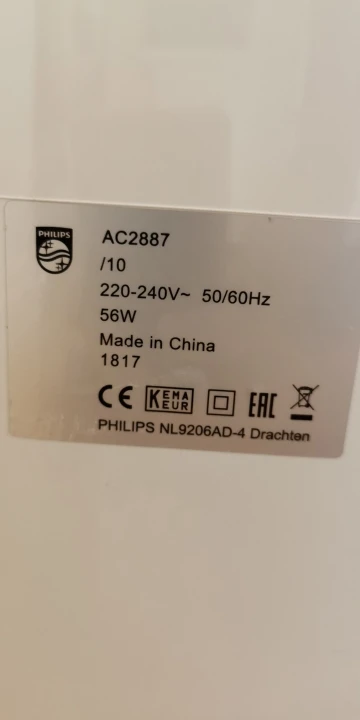 PHILIPS
AC2887
/10
220-240V~ 50/60Hz
56W
Made in China
1817
CE KEMA EUR EAC
PHILIPS NL9206AD-4 Drachten